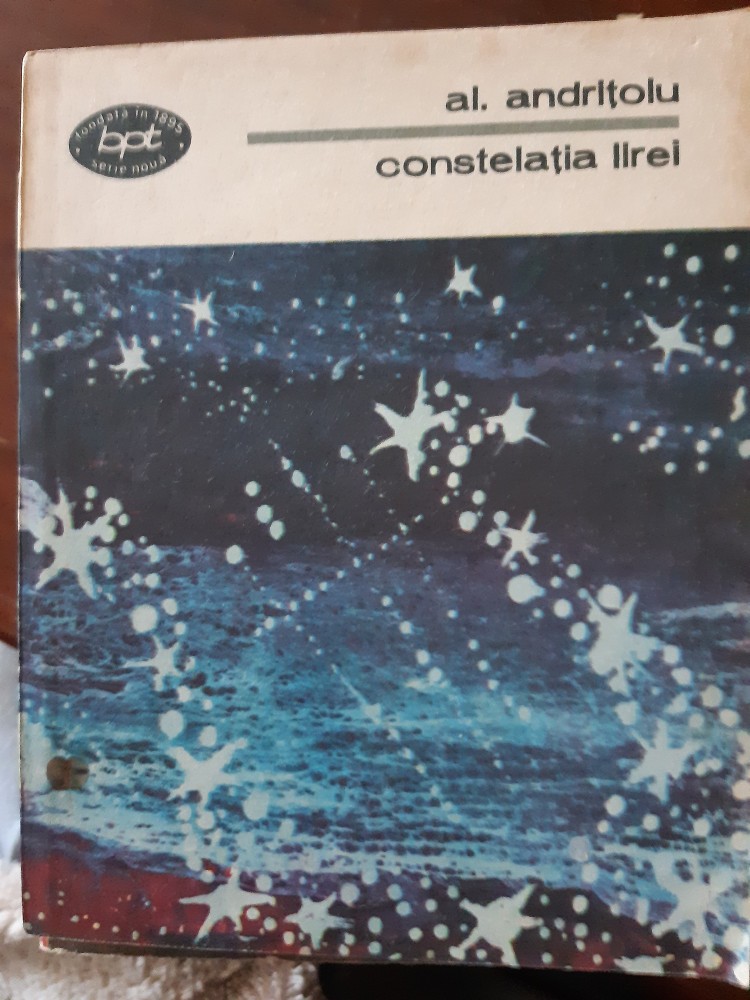 fondată în 1895
bpt
serie nouă
al. andrițoiu
constelația lirei